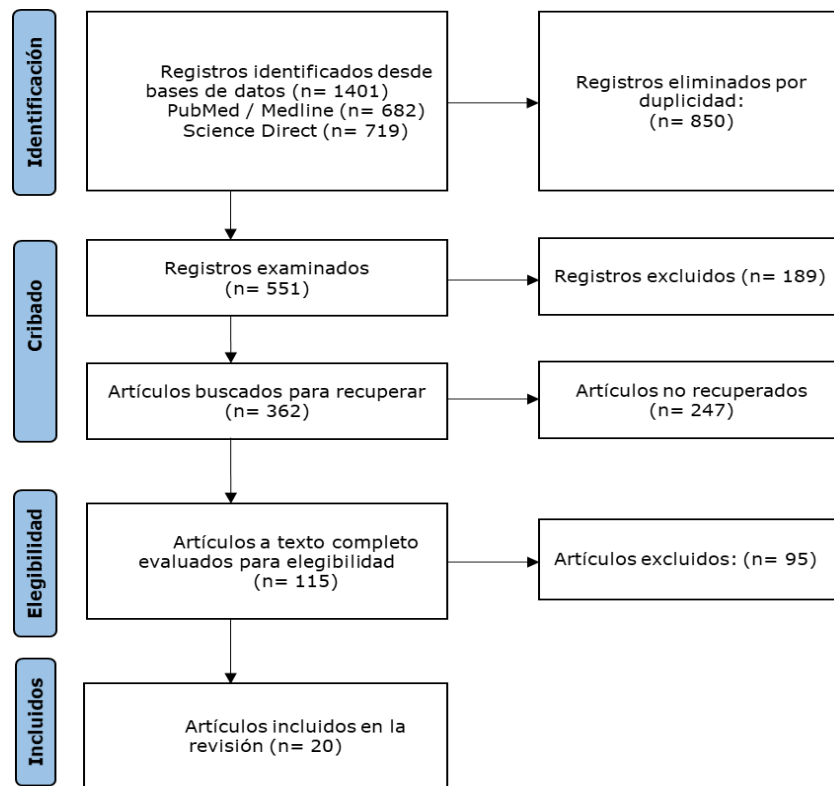 Identificación
Registros identificados desde
bases de datos (n= 1401)
PubMed / Medline (n= 682)
Science Direct (n= 719)
Registros eliminados por
duplicidad:
(n= 850)
Cribado
Registros examinados
(n= 551)
Registros excluidos (n= 189)
Artículos buscados para recuperar
(n= 362)
Artículos no recuperados
(n= 247)
Elegibilidad
Artículos a texto completo
evaluados para elegibilidad
(n= 115)
Artículos excluidos: (n= 95)
Incluidos
Artículos incluidos en la
revisión (n= 20)